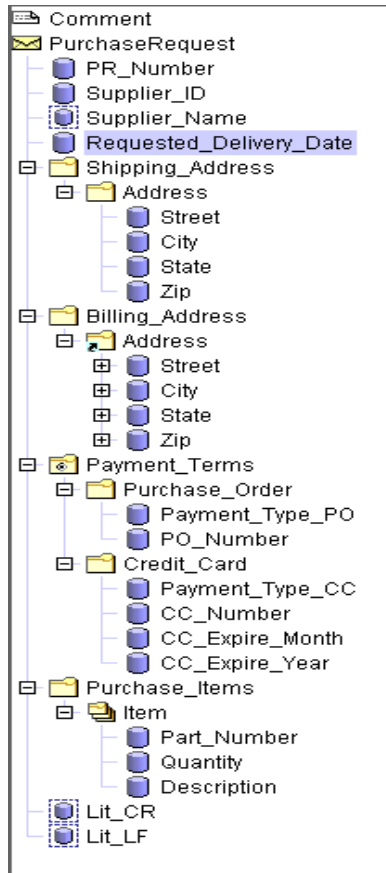 Comment
PurchaseRequest
PR_Number
Supplier_ID
Supplier_Name
Requested_Delivery_Date
Shipping_Address
Address
Street
City
State
Zip
Billing_Address
Address
Street
City
State
Zip
Payment_Terms
Purchase_Order
Payment_Type_PO
PO_Number
Credit_Card
Payment_Type_CC
CC_Number
CC_Expire_Month
CC_Expire_Year
Purchase_Items
Item
Part_Number
Quantity
Description
Lit_CR
Lit_LF